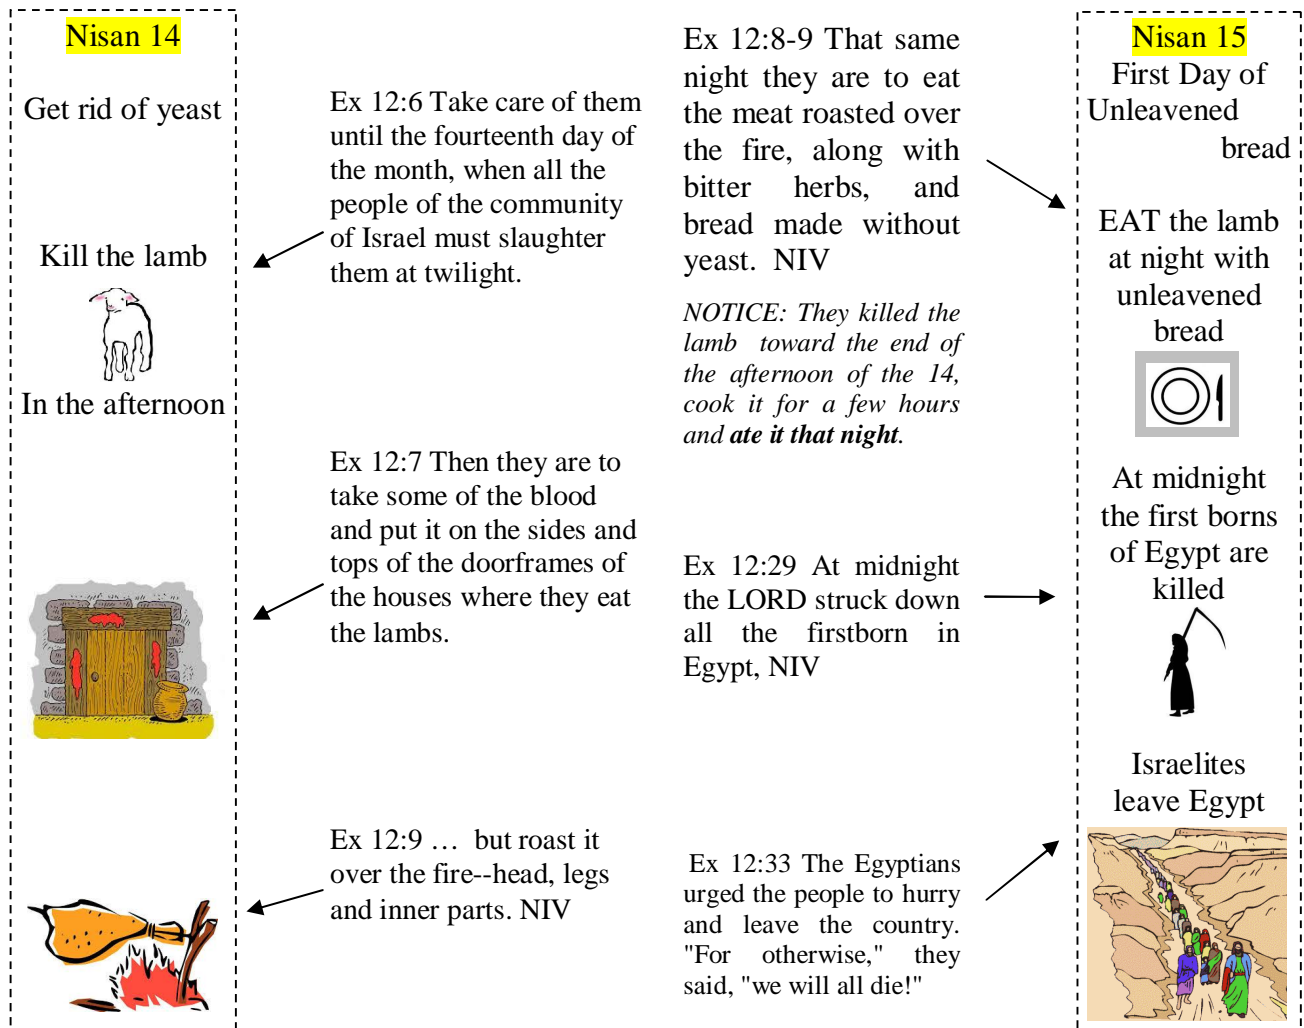 Nisan 14
Get rid of yeast
Kill the lamb
In the afternoon
Ex 12:6 Take care of them
until the fourteenth day of
the month, when all the
people of the community
of Israel must slaughter
them at twilight.
Ex 12:7 Then they are to
take some of the blood
and put it on the sides and
tops of the doorframes of
the houses where they eat
the lambs.
Ex 12:9 … but roast it
over the fire--head, legs
and inner parts. NIV
Ex 12:8-9 That same
night they are to eat
the meat roasted over
the fire, along with
bitter herbs, and
bread made without
yeast. NIV
NOTICE: They killed the
lamb toward the end of
the afternoon of the 14,
cook it for a few hours
and ate it that night.
Ex 12:29 At midnight
the LORD struck down
all the firstborn in
Egypt, NIV
Ex 12:33 The Egyptians
urged the people to hurry
and leave the country.
"For otherwise," they
said, "we will all die!"
Nisan 15
First Day of
Unleavened
bread
EAT the lamb
at night with
unleavened
bread
At midnight
the first borns
of Egypt are
killed
Israelites
leave Egypt